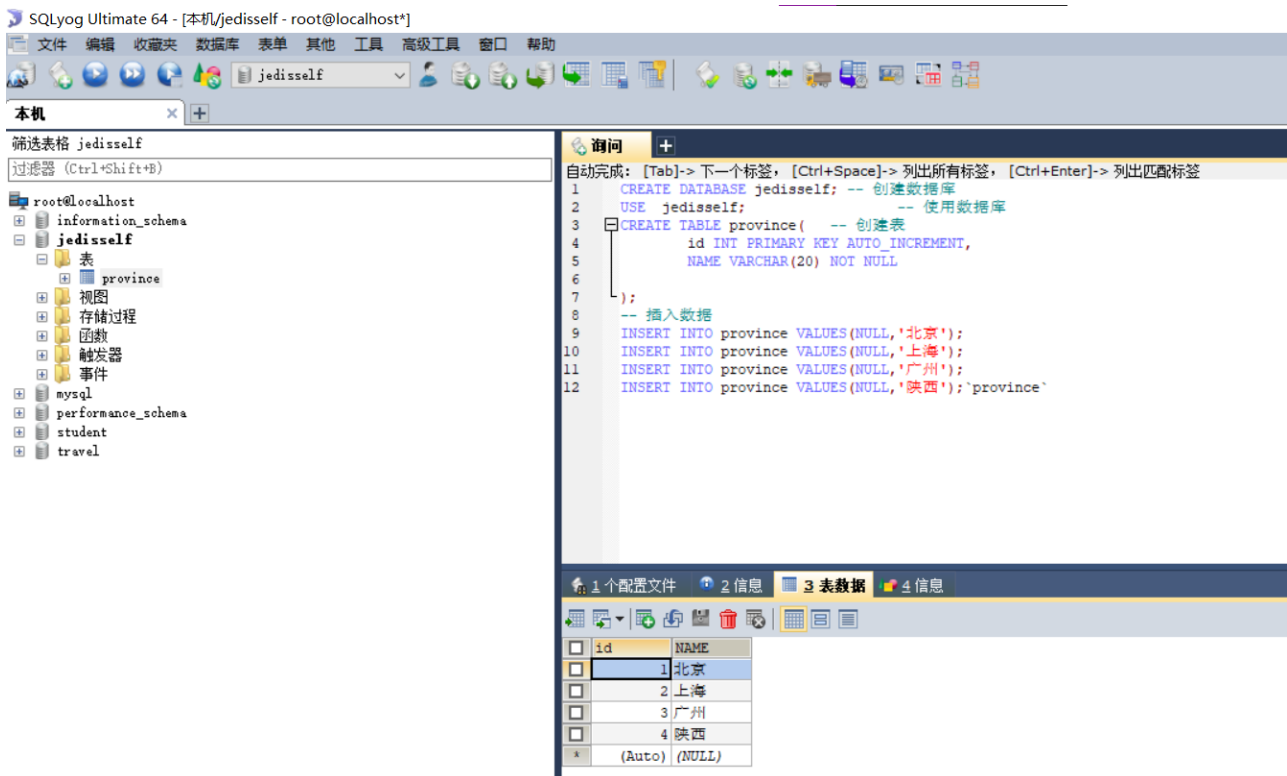 SQLyog Ultimate 64 - [本机/jedisself - root@localhost*]
文件 编辑 收藏夹 数据库 表单 其他 工具 高级工具 窗口 帮助
jedisself
本机
筛选表格 jedisself
过滤器 (Ctrl+Shift+B)
root@localhost
information_schema
jedisself
表
province
视图
存储过程
函数
触发器
事件
mysql
performance_schema
student
travel
询问
自动完成: [Tab]-> 下一个标签, [Ctrl+Space]-> 列出所有标签, [Ctrl+Enter]-> 列出匹配标签
1 CREATE DATABASE jedisself; -- 创建数据库
2 USE jedisself; -- 使用数据库
3 CREATE TABLE province( -- 创建表
4 id INT PRIMARY KEY AUTO_INCREMENT,
5 NAME VARCHAR(20) NOT NULL
6
7 );
8 -- 插入数据
9 INSERT INTO province VALUES(NULL,'北京');
10 INSERT INTO province VALUES(NULL,'上海');
11 INSERT INTO province VALUES(NULL,'广州');
12 INSERT INTO province VALUES(NULL,'陕西');`province`
1 个配置文件 2 信息 3 表数据 4 信息
id NAME
1 北京
2 上海
3 广州
4 陕西
* (Auto) (NULL)